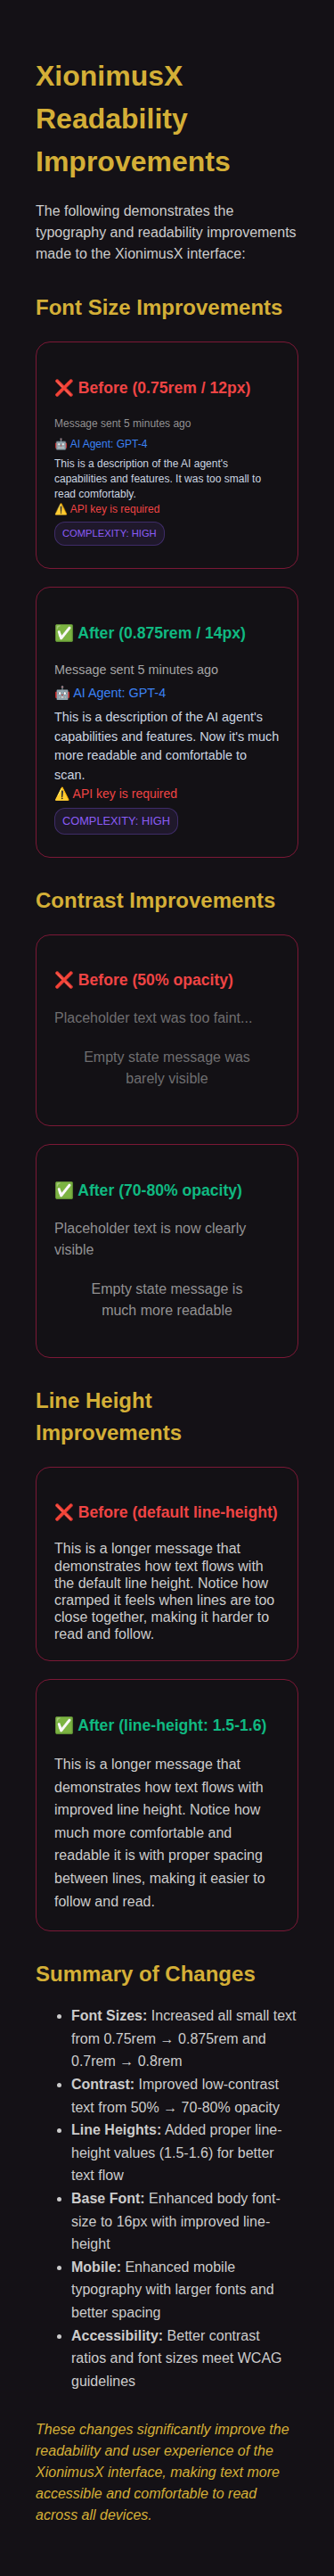 XionimusX
Readability
Improvements
The following demonstrates the
typography and readability improvements
made to the XionimusX interface:
Font Size Improvements
❌ Before (0.75rem / 12px)
Message sent 5 minutes ago
🤖 AI Agent: GPT-4
This is a description of the AI agent's
capabilities and features. It was too small to
read comfortably.
⚠️ API key is required
COMPLEXITY: HIGH
✅ After (0.875rem / 14px)
Message sent 5 minutes ago
🤖 AI Agent: GPT-4
This is a description of the AI agent's
capabilities and features. Now it's much
more readable and comfortable to
scan.
⚠️ API key is required
COMPLEXITY: HIGH
Contrast Improvements
❌ Before (50% opacity)
Placeholder text was too faint...
Empty state message was
barely visible
✅ After (70-80% opacity)
Placeholder text is now clearly
visible
Empty state message is
much more readable
Line Height
Improvements
❌ Before (default line-height)
This is a longer message that
demonstrates how text flows with
the default line height. Notice how
cramped it feels when lines are too
close together, making it harder to
read and follow.
✅ After (line-height: 1.5-1.6)
This is a longer message that
demonstrates how text flows with
improved line height. Notice how
much more comfortable and
readable it is with proper spacing
between lines, making it easier to
follow and read.
Summary of Changes
• Font Sizes: Increased all small text
from 0.75rem → 0.875rem and
0.7rem → 0.8rem
• Contrast: Improved low-contrast
text from 50% → 70-80% opacity
• Line Heights: Added proper line-
height values (1.5-1.6) for better
text flow
• Base Font: Enhanced body font-
size to 16px with improved line-
height
• Mobile: Enhanced mobile
typography with larger fonts and
better spacing
• Accessibility: Better contrast
ratios and font sizes meet WCAG
guidelines
These changes significantly improve the
readability and user experience of the
XionimusX interface, making text more
accessible and comfortable to read
across all devices.